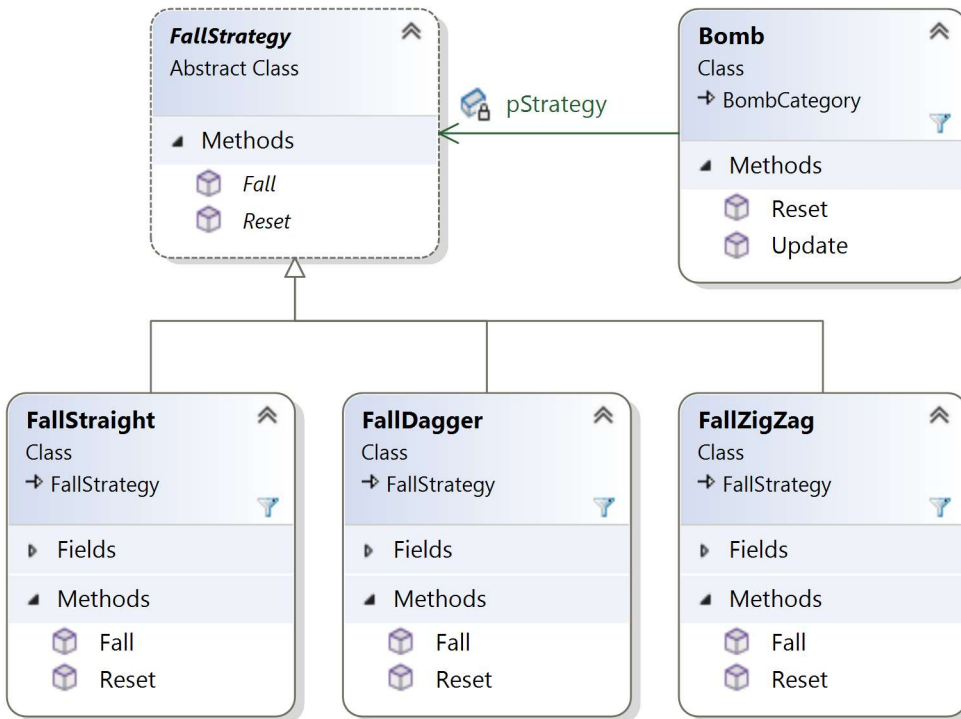 FallStrategy
Abstract Class
Methods
Fall
Reset
pStrategy
Bomb
Class
BombCategory
Methods
Reset
Update
FallStraight
Class
FallStrategy
Fields
Methods
Fall
Reset
FallDagger
Class
FallStrategy
Fields
Methods
Fall
Reset
FallZigZag
Class
FallStrategy
Fields
Methods
Fall
Reset